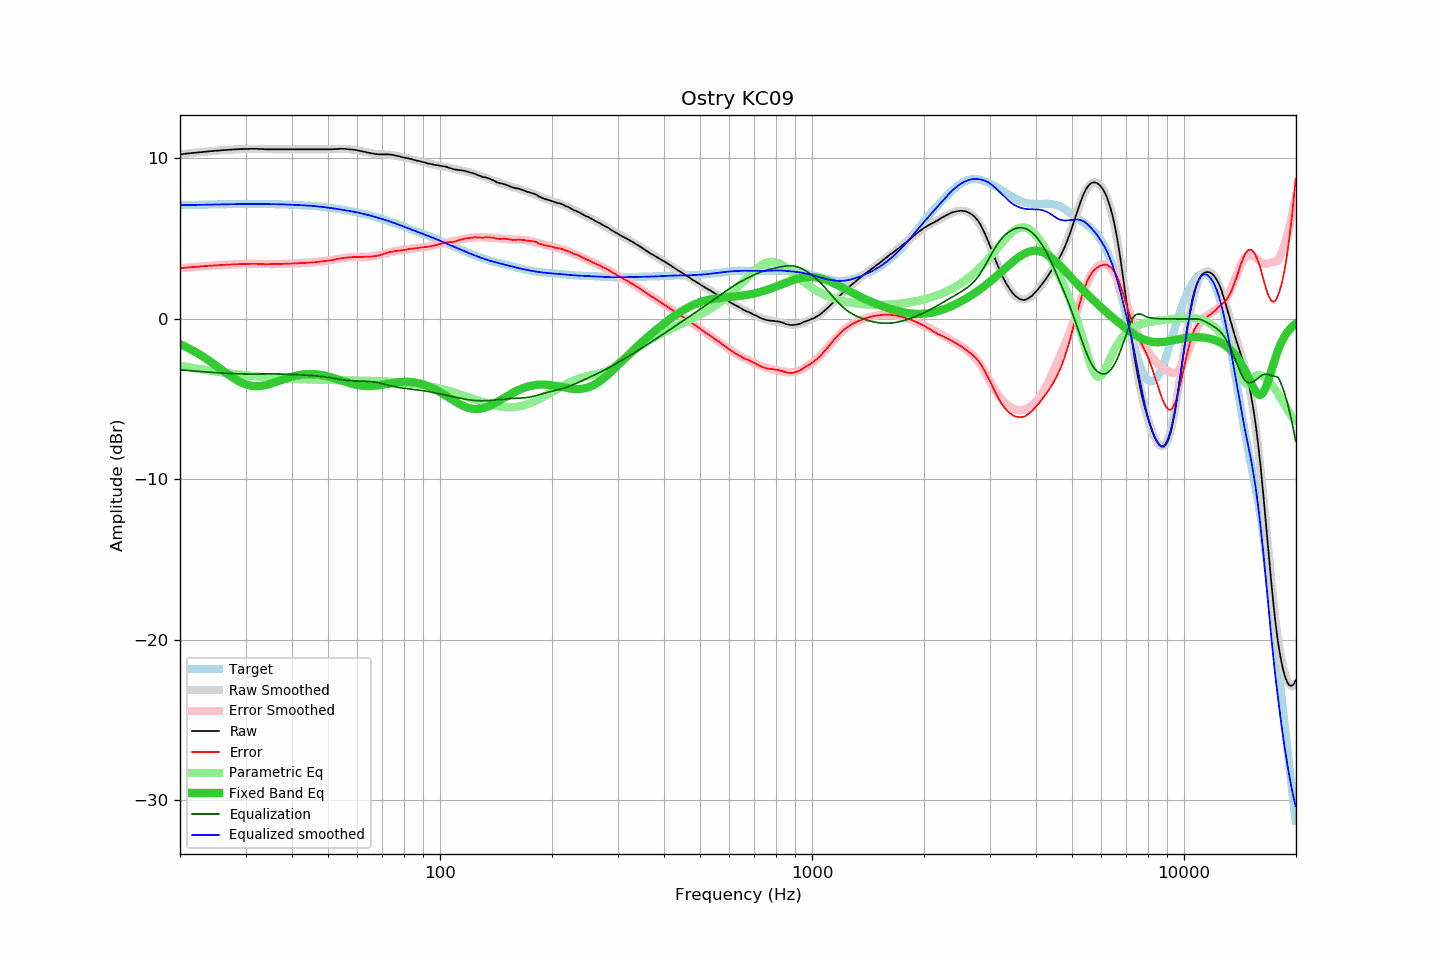 Ostry KC09
10
0
−10
−20
−30
Amplitude (dBr)
Target
Raw Smoothed
Error Smoothed
Raw
Error
Parametric Eq
Fixed Band Eq
Equalization
Equalized smoothed
100
1000
10000
Frequency (Hz)